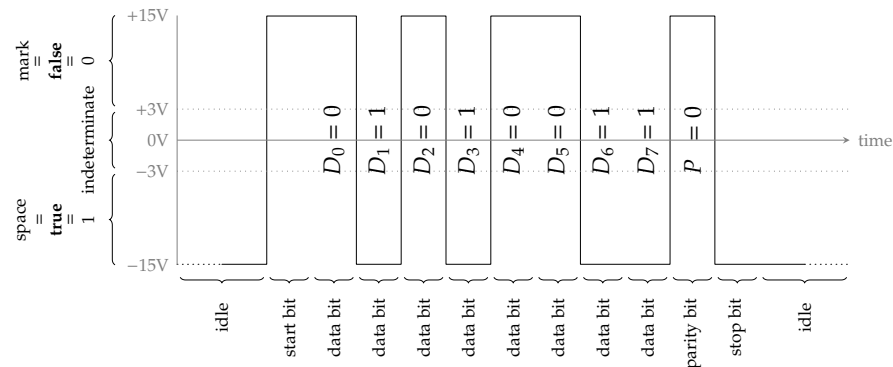 mark
=
false
=
0
indeterminate
space
=
true
=
1
+15V
+3V
0V
−3V
−15V
time
D0 = 0
D1 = 1
D2 = 0
D3 = 1
D4 = 0
D5 = 0
D6 = 1
D7 = 1
P = 0
idle
start bit
data bit
data bit
data bit
data bit
data bit
data bit
data bit
data bit
parity bit
stop bit
idle